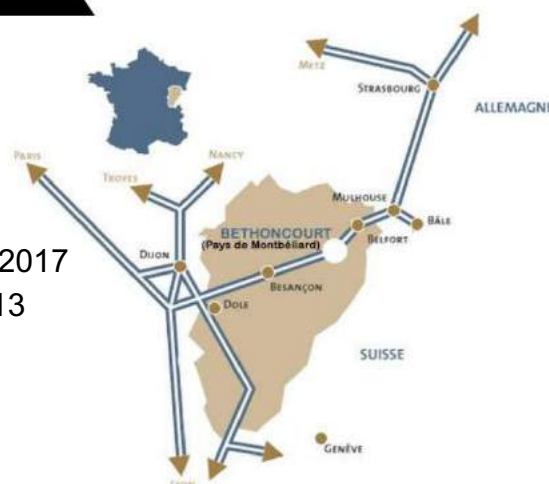 METZ
STRASBOURG
ALLEMAGNE
PARIS
TROYES
NANCY
MULHOUSE
BÂLE
BETHONCOURT
(Pays de Montbéliard)
BELFORT
2017
DIJON
BESANÇON
13
DOLE
SUISSE
GENÈVE
LYON